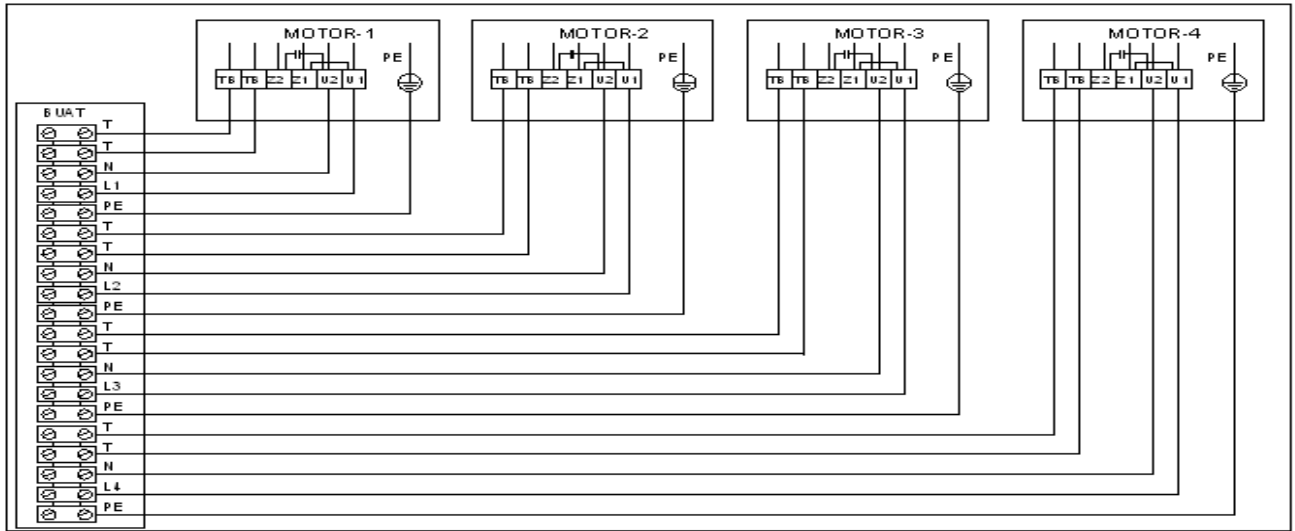 MOTOR-1
PE
TB TB Z2 Z1 U2 U1
MOTOR-2
PE
TB TB Z2 Z1 U2 U1
MOTOR-3
PE
TB TB Z2 Z1 U2 U1
MOTOR-4
PE
TB TB Z2 Z1 U2 U1
BUAT
T
T
N
L1
PE
T
T
N
L2
PE
T
T
N
L3
PE
T
T
N
L4
PE